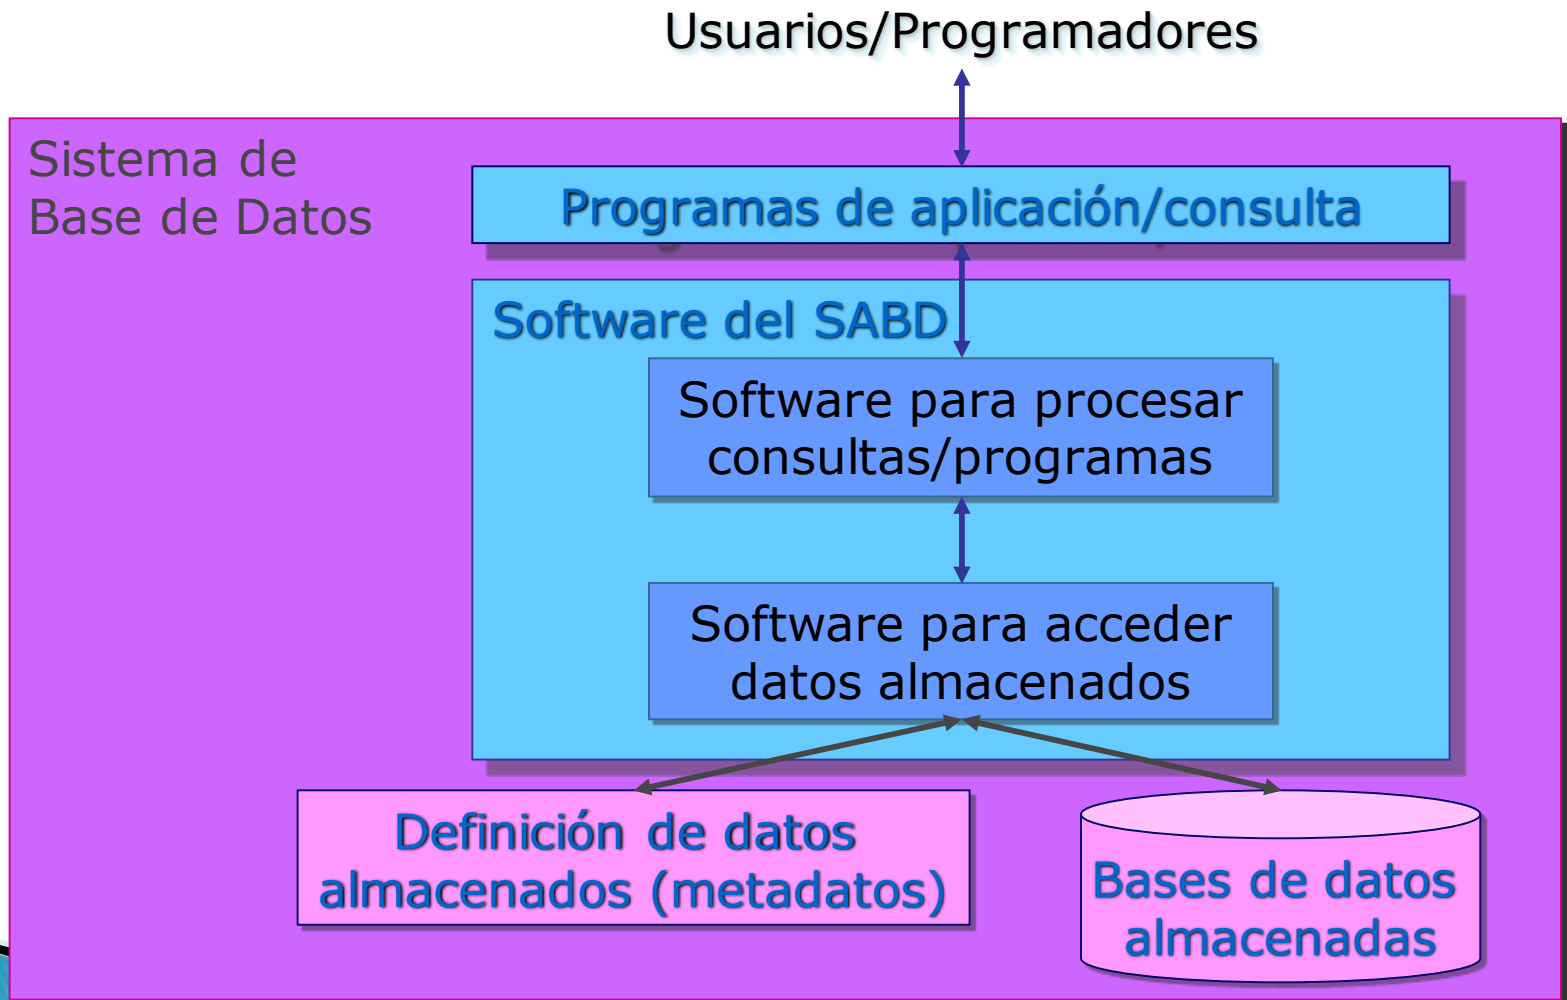 Usuarios/Programadores
Sistema de
Base de Datos
Programas de aplicación/consulta
Software del SABD
Software para procesar
consultas/programas
Software para acceder
datos almacenados
Definición de datos
almacenados (metadatos)
Bases de datos
almacenadas